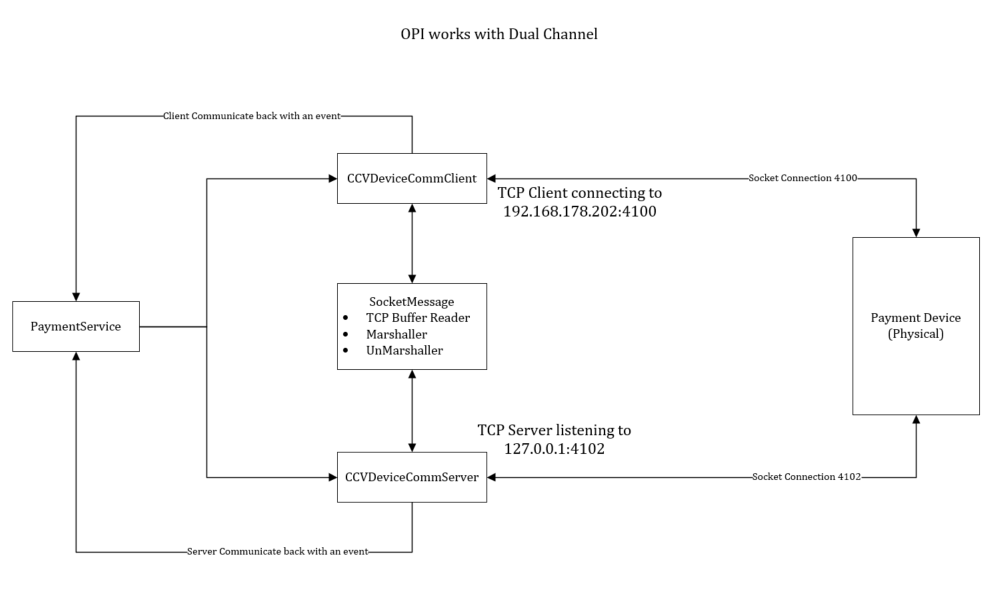 OPI works with Dual Channel
Client Communicate back with an event
CCVDeviceCommClient
Socket Connection 4100
TCP Client connecting to
192.168.178.202:4100
PaymentService
SocketMessage
• TCP Buffer Reader
• Marshaller
• UnMarshaller
Payment Device
(Physical)
TCP Server listening to
127.0.0.1:4102
CCVDeviceCommServer
Socket Connection 4102
Server Communicate back with an event